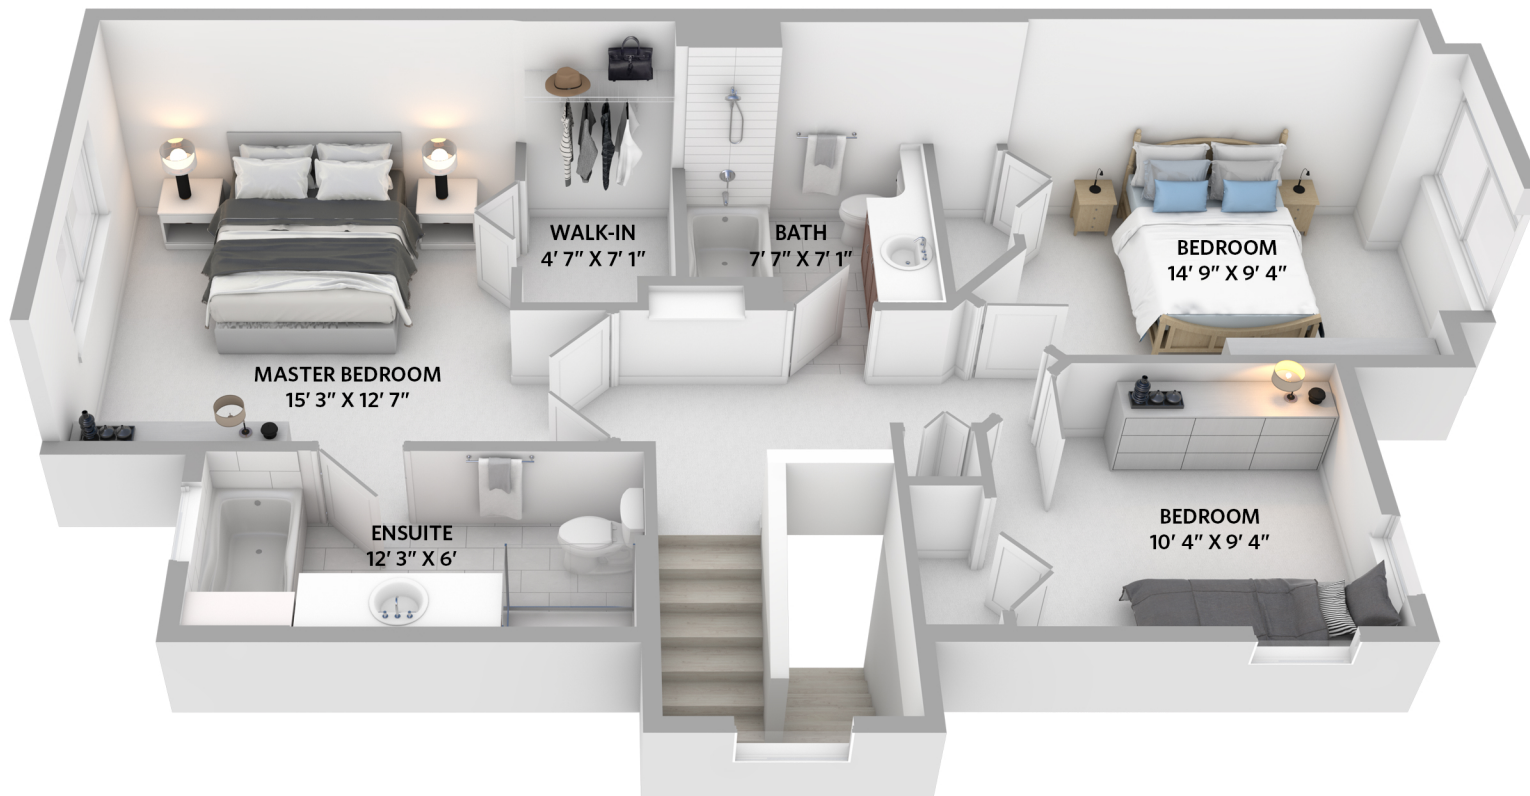 WALK-IN
4’ 7” X 7’ 1”
BATH
7’ 7” X 7’ 1”
BEDROOM
14’ 9” X 9’ 4”
MASTER BEDROOM
15’ 3” X 12’ 7”
ENSUITE
12’ 3” X 6’
BEDROOM
10’ 4” X 9’ 4”